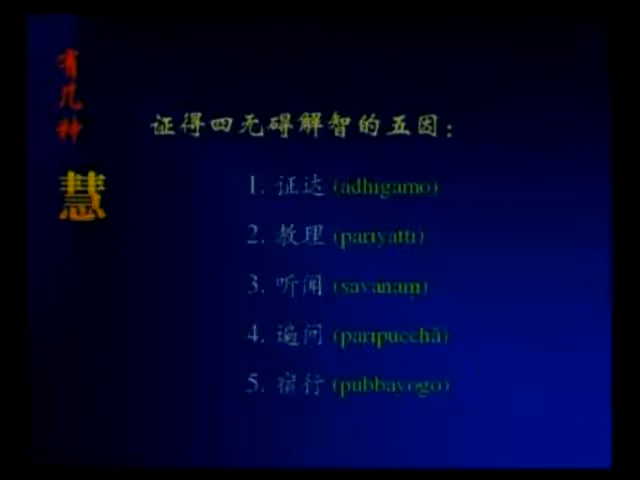 有几种
慧
证得四无碍解智的五因：
1. 证达 (adhigamo)
2. 教理 (pariyatti)
3. 听闻 (savanaṃ)
4. 遍问 (paripucchā)
5. 宿行 (pubbayogo)